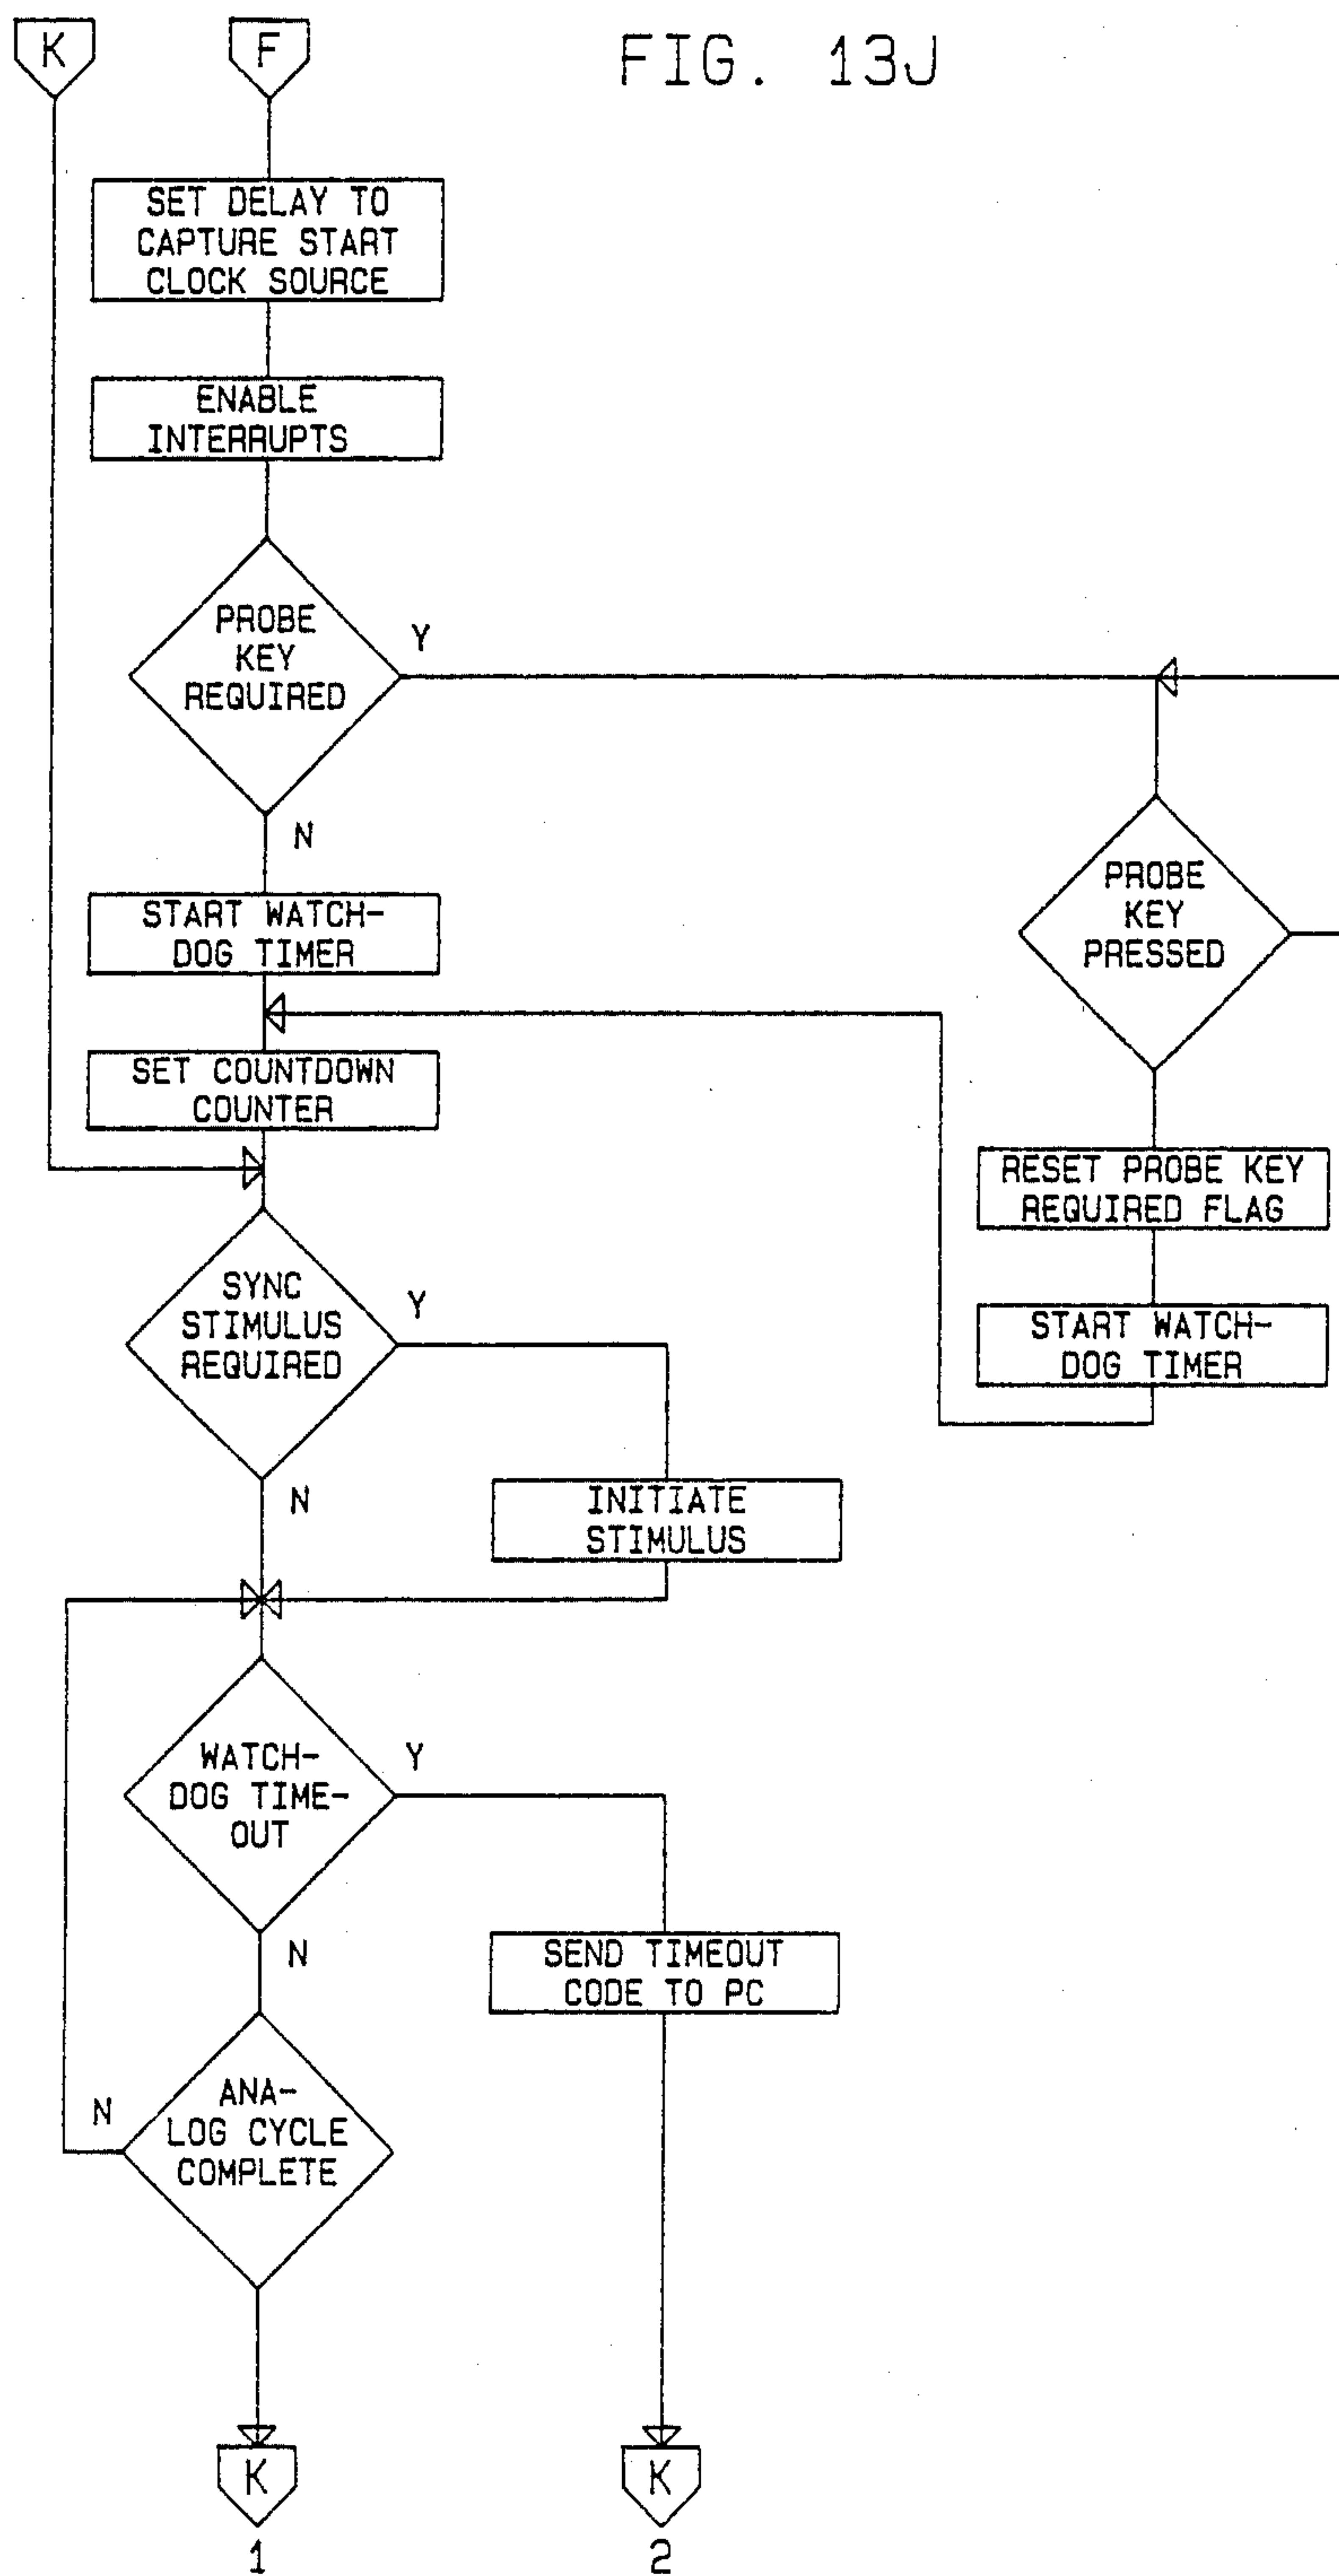 K
F
FIG. 13J
SET DELAY TO
CAPTURE START
CLOCK SOURCE
ENABLE
INTERRUPTS
PROBE
KEY
REQUIRED
Y
N
PROBE
KEY
PRESSED
START WATCH-
DOG TIMER
SET COUNTDOWN
COUNTER
RESET PROBE KEY
REQUIRED FLAG
START WATCH-
DOG TIMER
SYNC
STIMULUS
REQUIRED
Y
N
INITIATE
STIMULUS
WATCH-
DOG TIME-
OUT
Y
N
SEND TIMEOUT
CODE TO PC
ANA-
LOG CYCLE
COMPLETE
N
K
1
K
2